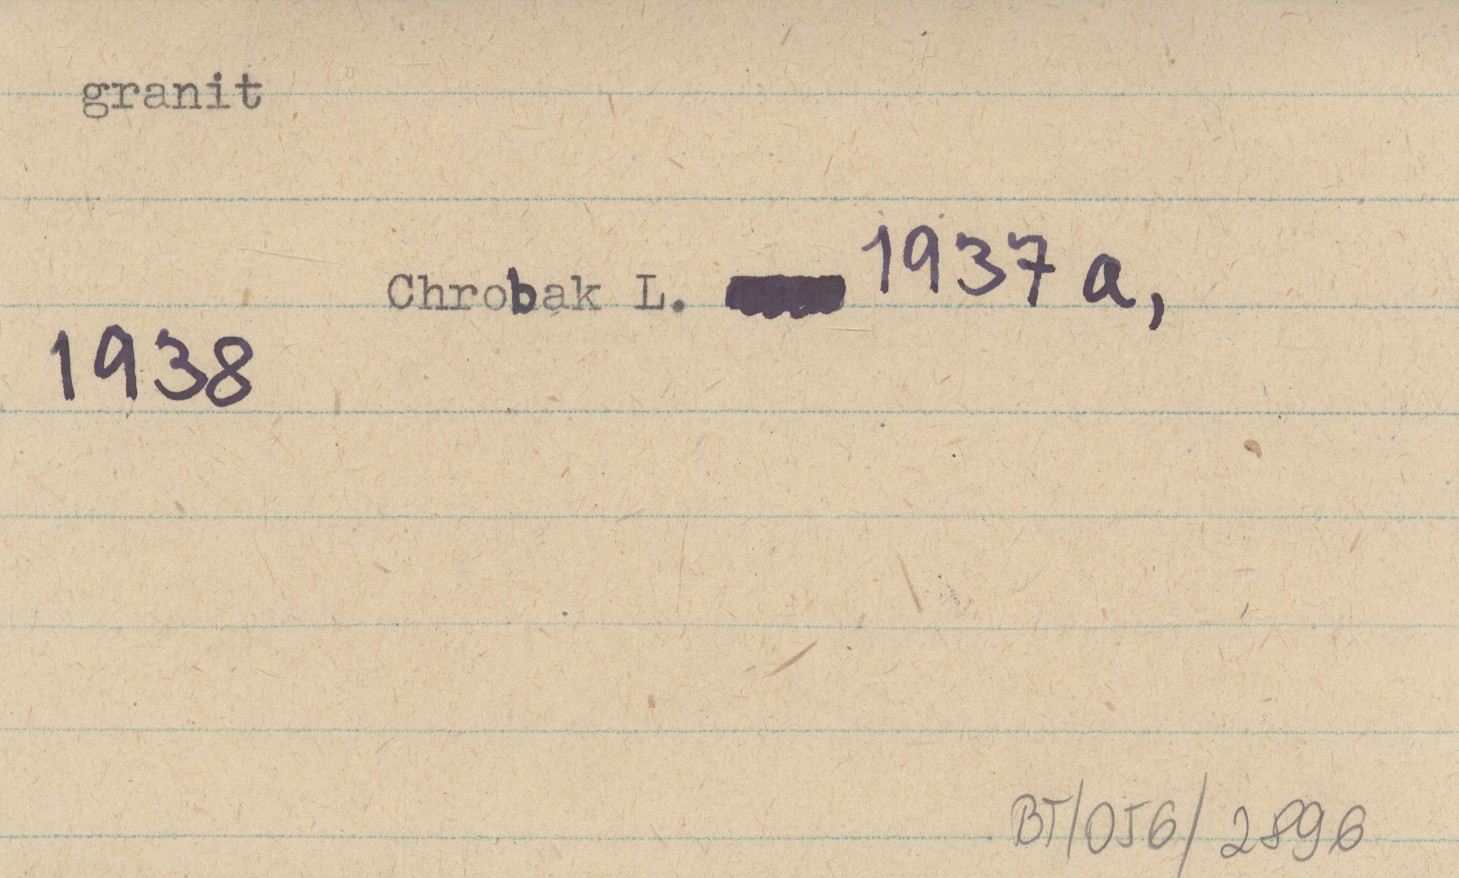 granit
Chrobak L. 1937 a,
1938
BT/056/2896